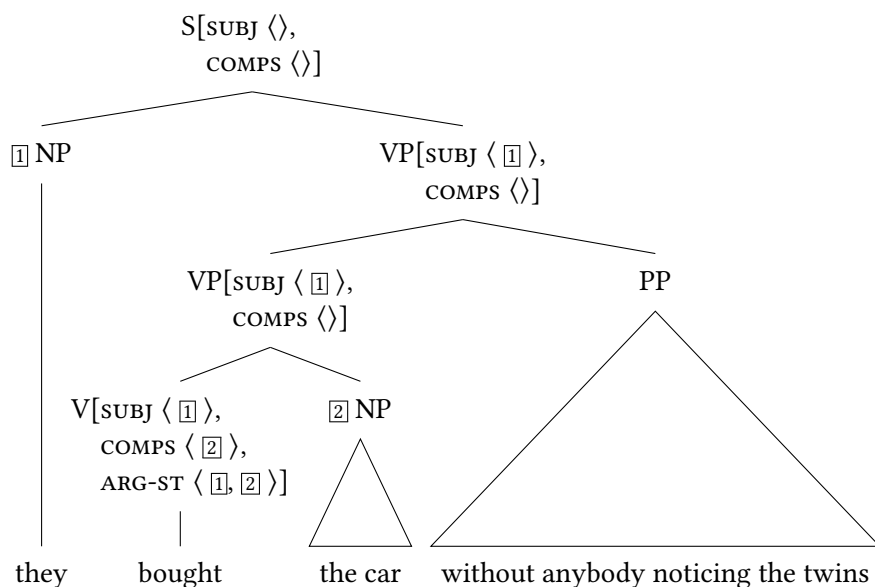 S[SUBJ ⟨⟩,
COMPS ⟨⟩]
1 NP VP[SUBJ ⟨ 1 ⟩,
COMPS ⟨⟩]
VP[SUBJ ⟨ 1 ⟩, PP
COMPS ⟨⟩]
V[SUBJ ⟨ 1 ⟩, 2 NP
COMPS ⟨ 2 ⟩,
ARG-ST ⟨ 1, 2 ⟩]
they bought the car without anybody noticing the twins